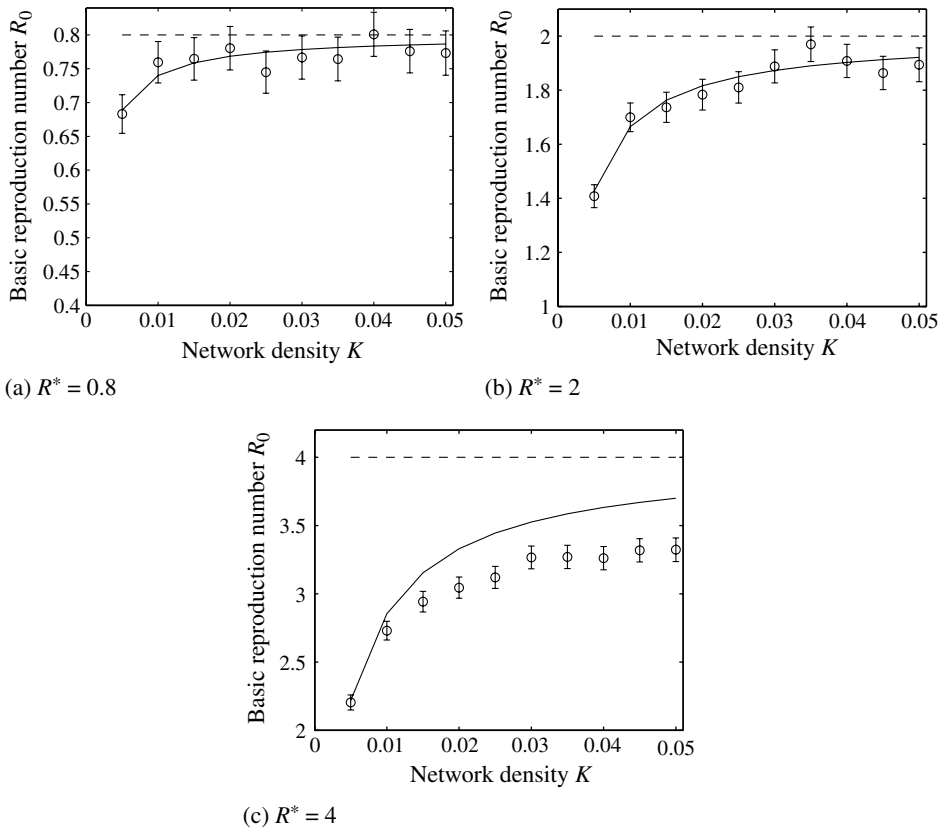 Basic reproduction number R₀
0.8
0.75
0.7
0.65
0.6
0.55
0.5
0.45
0.4
0 0.01 0.02 0.03 0.04 0.05
Network density K
(a) R* = 0.8
Basic reproduction number R₀
2
1.8
1.6
1.4
1.2
1
0 0.01 0.02 0.03 0.04 0.05
Network density K
(b) R* = 2
Basic reproduction number R₀
4
3.5
3
2.5
2
0 0.01 0.02 0.03 0.04 0.05
Network density K
(c) R* = 4